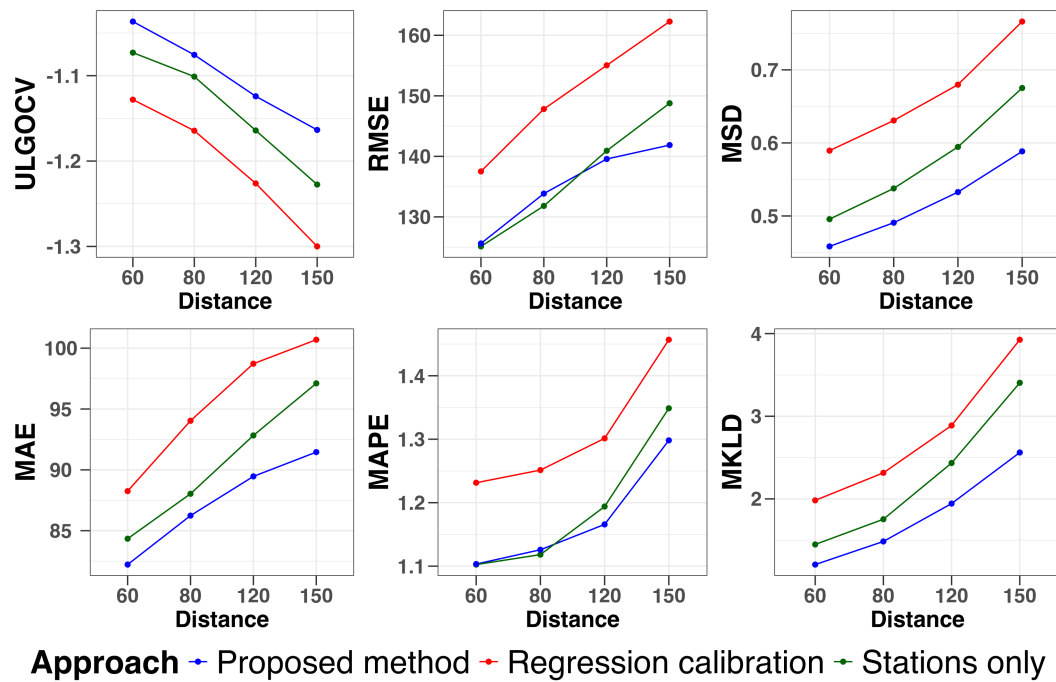 ULGOCV
-1.1
-1.2
-1.3
60 80 120 150
Distance
RMSE
160
150
140
130
60 80 120 150
Distance
MSD
0.7
0.6
0.5
60 80 120 150
Distance
MAE
100
95
90
85
60 80 120 150
Distance
MAPE
1.4
1.3
1.2
1.1
60 80 120 150
Distance
MKLD
4
3
2
60 80 120 150
Distance
Approach Proposed method Regression calibration Stations only